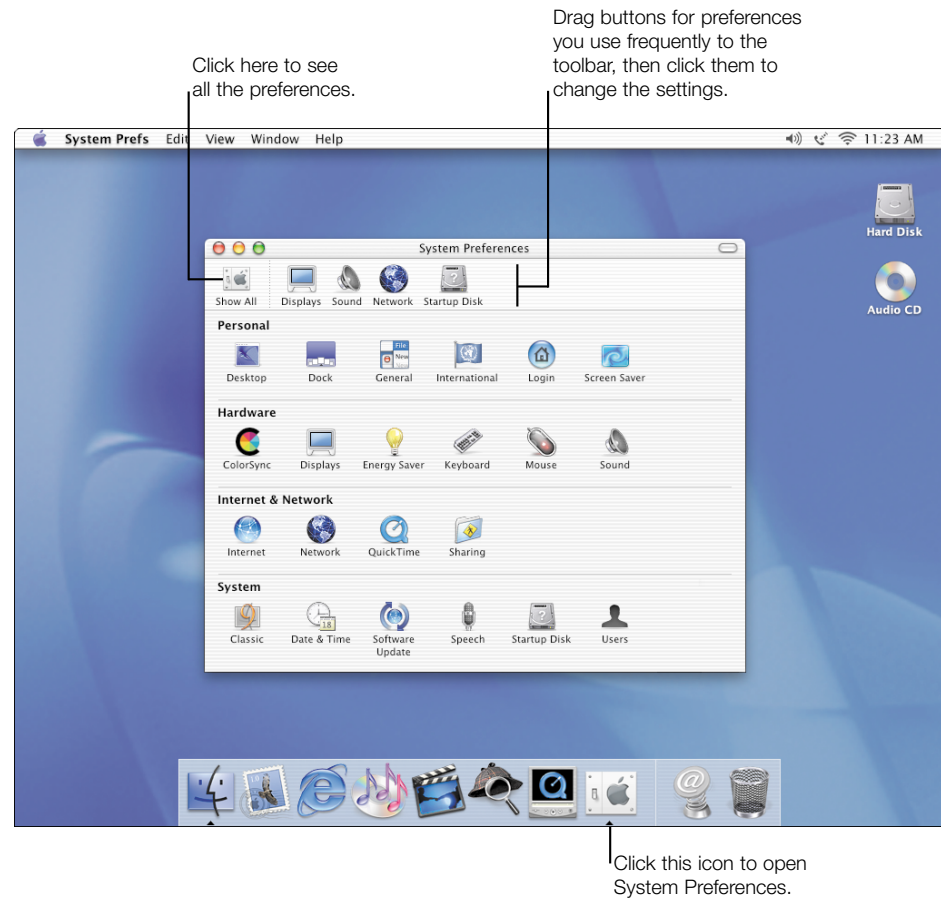 Drag buttons for preferences
you use frequently to the
toolbar, then click them to
change the settings.
Click here to see
all the preferences.
System Prefs Edit View Window Help 11:23 AM
Hard Disk
Audio CD
System Preferences
Show All Displays Sound Network Startup Disk
Personal
File
New
18
Desktop Dock General International Login Screen Saver
Hardware
ColorSync Displays Energy Saver Keyboard Mouse Sound
Internet & Network
Internet Network QuickTime Sharing
System
18
Classic Date & Time Software Update Speech Startup Disk Users
@
Click this icon to open
System Preferences.